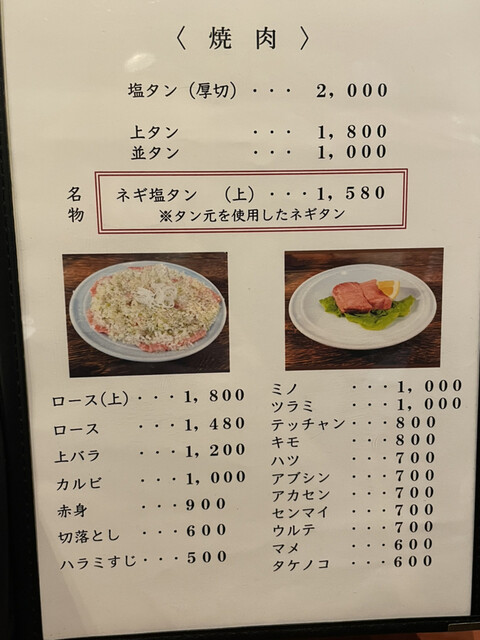 〈 焼 肉 〉
塩タン（厚切）・・・ 2,000
上タン ・・・ 1,800
並タン ・・・ 1,000
名物
ネギ塩タン （上）・・・1,580
※タン元を使用したネギタン
ロース(上) ・・・1,800
ロース ・・・1,480
上バラ ・・・1,200
カルビ ・・・1,000
赤身 ・・・900
切落とし ・・・600
ハラミすじ・・・500
ミノ ・・・1,000
ツラミ ・・・1,000
テッチャン・・・800
キモ ・・・800
ハツ ・・・700
アブシン ・・・700
アカセン ・・・700
センマイ ・・・700
ウルテ ・・・700
マメ ・・・600
タケノコ ・・・600